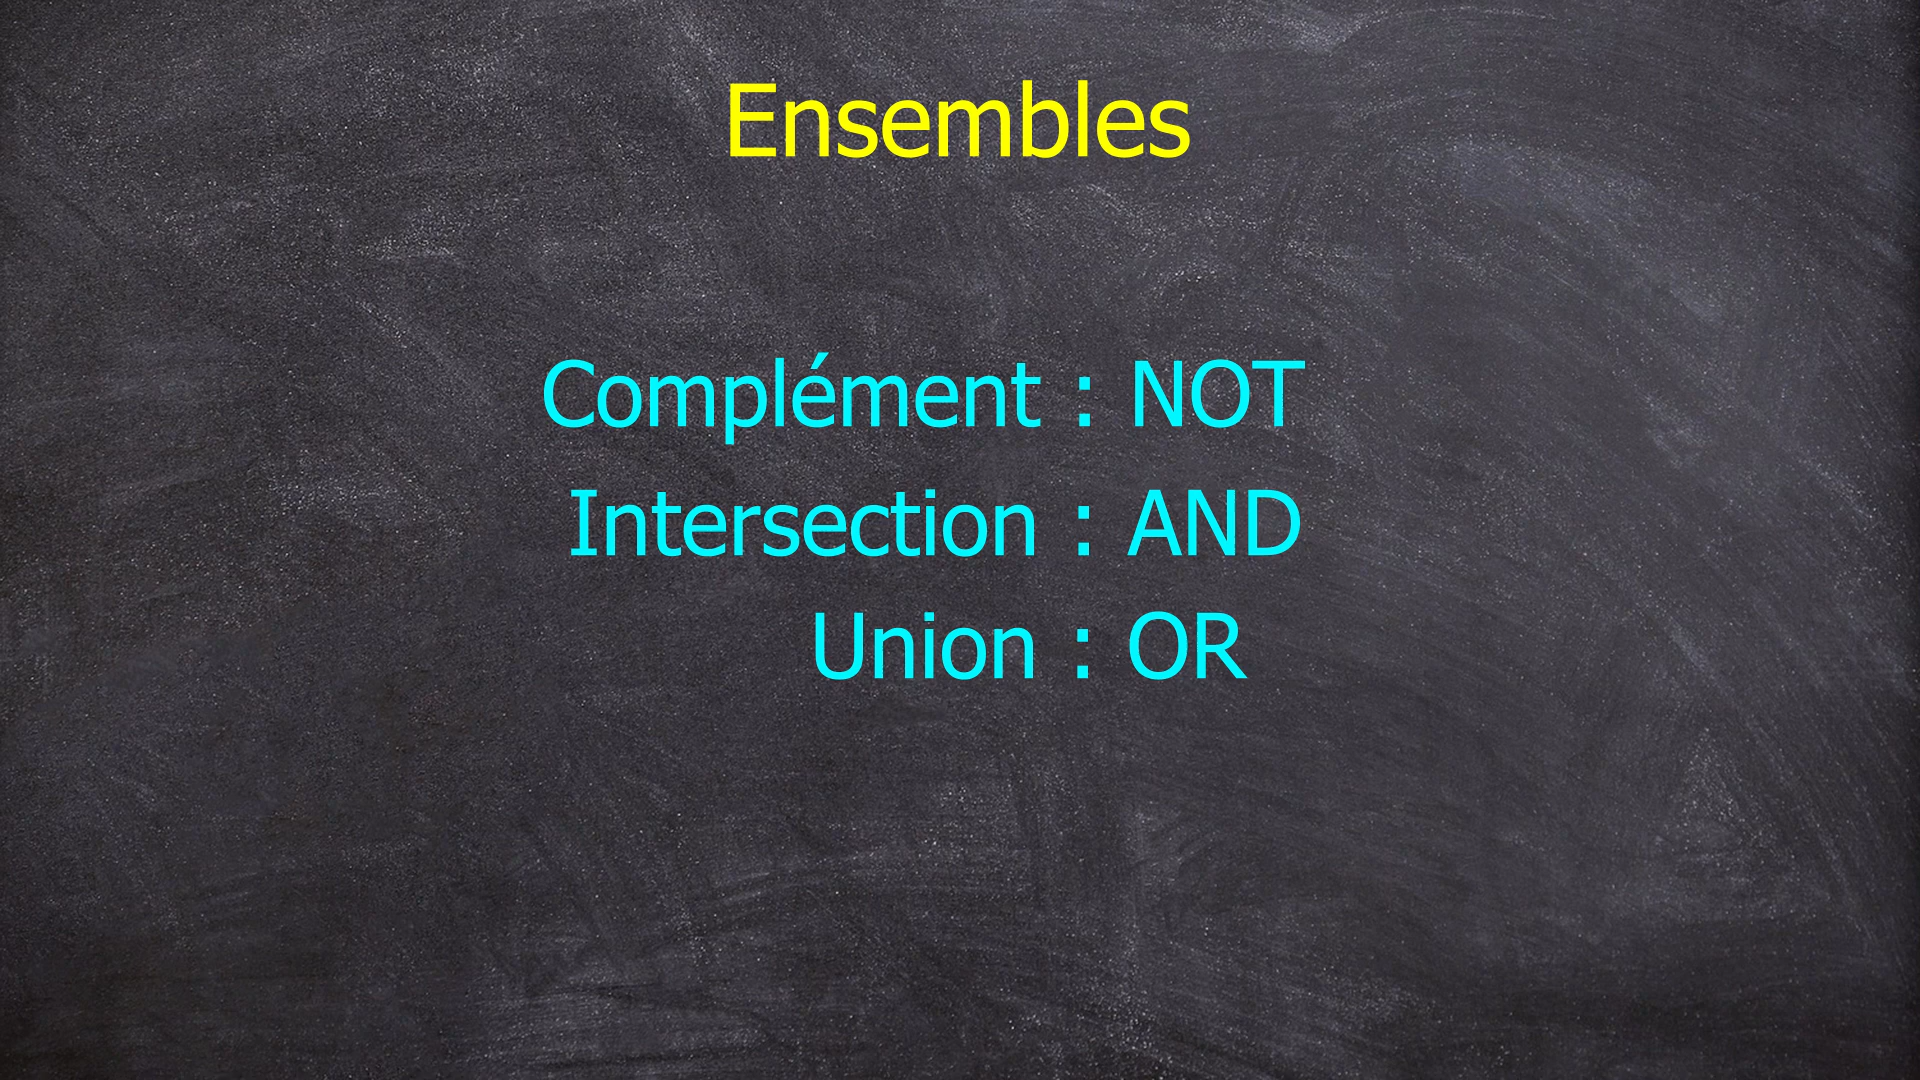 Ensembles
Complément : NOT
Intersection : AND
Union : OR